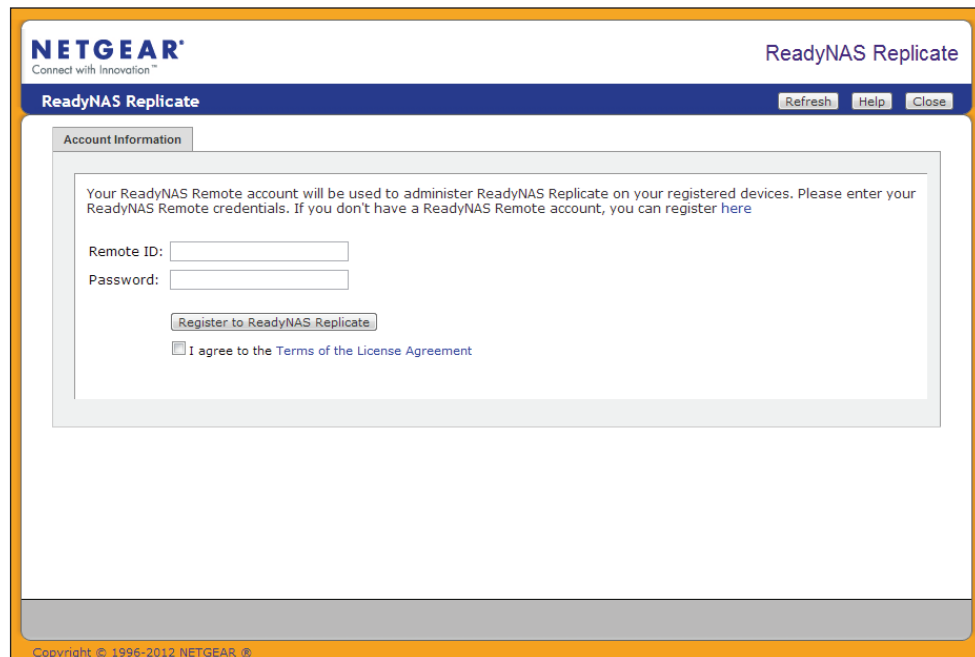 NETGEAR®
Connect with Innovation™
ReadyNAS Replicate
ReadyNAS Replicate
Refresh
Help
Close
Account Information
Your ReadyNAS Remote account will be used to administer ReadyNAS Replicate on your registered devices. Please enter your
ReadyNAS Remote credentials. If you don't have a ReadyNAS Remote account, you can register here
Remote ID:
Password:
Register to ReadyNAS Replicate
I agree to the Terms of the License Agreement
Copyright © 1996-2012 NETGEAR ®